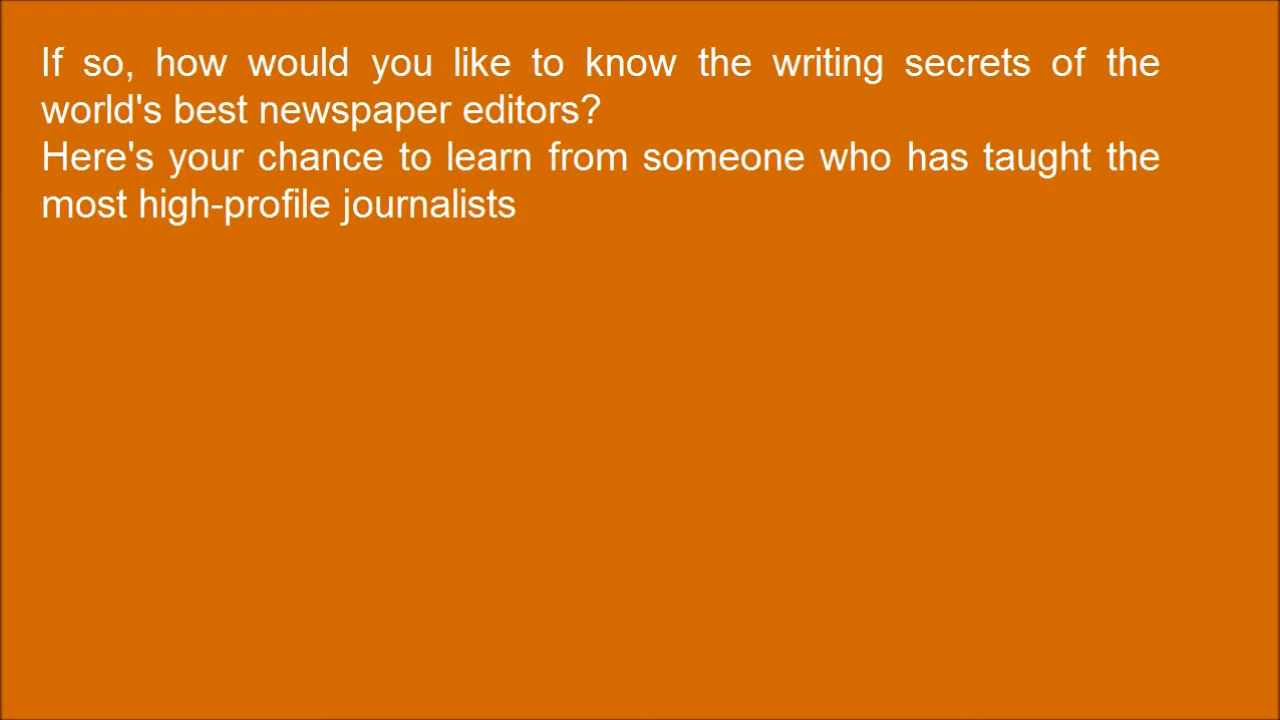 If so, how would you like to know the writing secrets of the
world's best newspaper editors?
Here's your chance to learn from someone who has taught the
most high-profile journalists